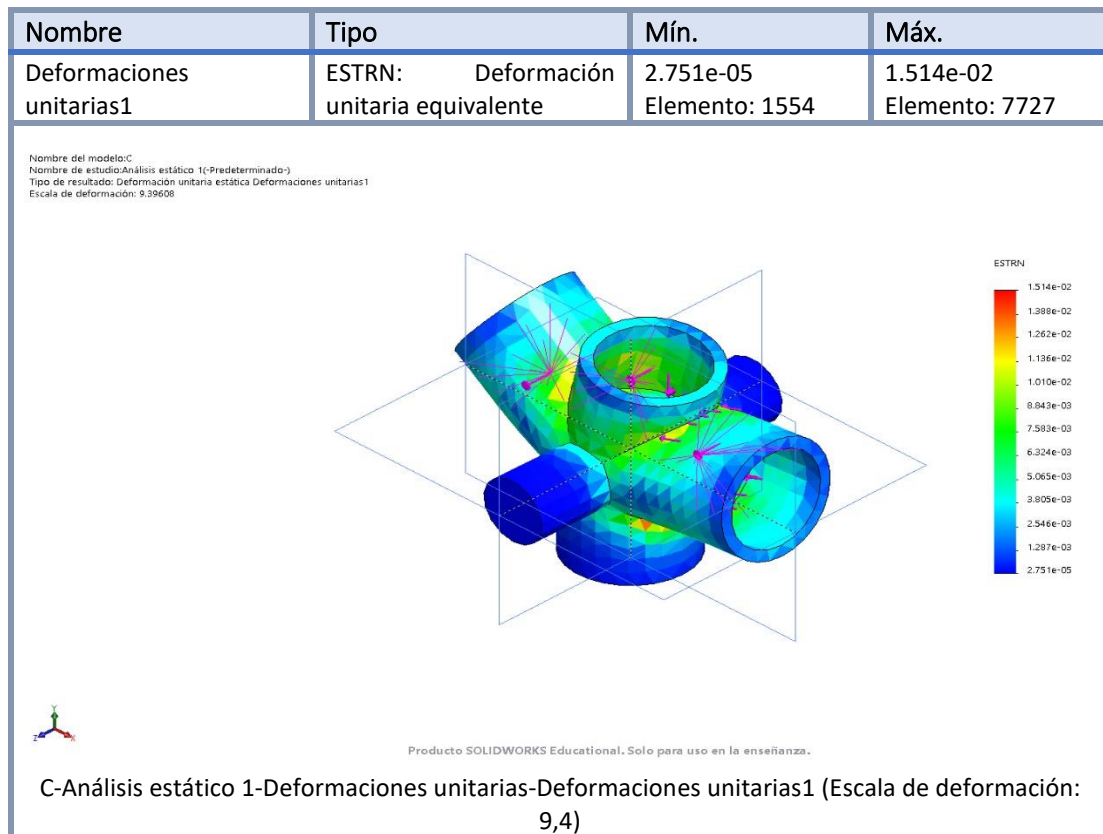 Nombre Tipo Mín. Máx.
Deformaciones ESTRN: Deformación 2.751e-05 1.514e-02
unitarias1 unitaria equivalente Elemento: 1554 Elemento: 7727
Nombre del modelo:C
Nombre de estudio:Análisis estático 1(-Predeterminado-)
Tipo de resultado: Deformación unitaria estática Deformaciones unitarias1
Escala de deformación: 9.39608
ESTRN
1.514e-02
1.388e-02
1.262e-02
1.136e-02
1.010e-02
8.843e-03
7.583e-03
6.324e-03
5.065e-03
3.805e-03
2.546e-03
1.287e-03
2.751e-05
Y
Z X
Producto SOLIDWORKS Educational. Solo para uso en la enseñanza.
C-Análisis estático 1-Deformaciones unitarias-Deformaciones unitarias1 (Escala de deformación:
9,4)